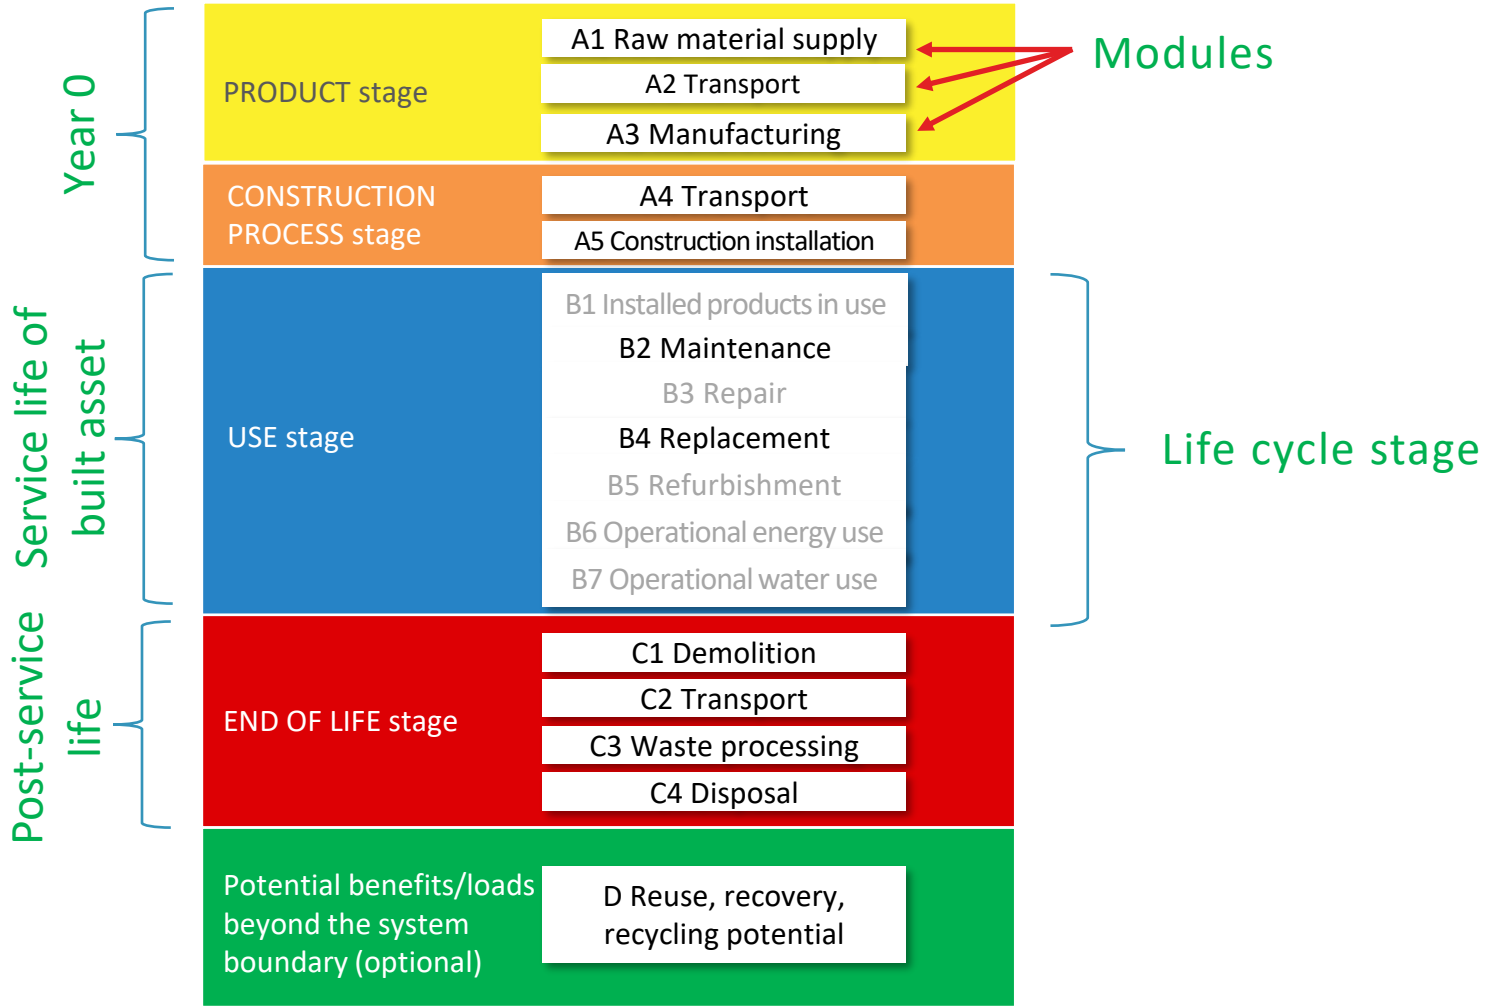 Year 0
PRODUCT stage
A1 Raw material supply
A2 Transport
A3 Manufacturing
Modules
CONSTRUCTION
PROCESS stage
A4 Transport
A5 Construction installation
Service life of
built asset
USE stage
B1 Installed products in use
B2 Maintenance
B3 Repair
B4 Replacement
B5 Refurbishment
B6 Operational energy use
B7 Operational water use
Life cycle stage
Post-service
life
END OF LIFE stage
C1 Demolition
C2 Transport
C3 Waste processing
C4 Disposal
Potential benefits/loads
beyond the system
boundary (optional)
D Reuse, recovery,
recycling potential